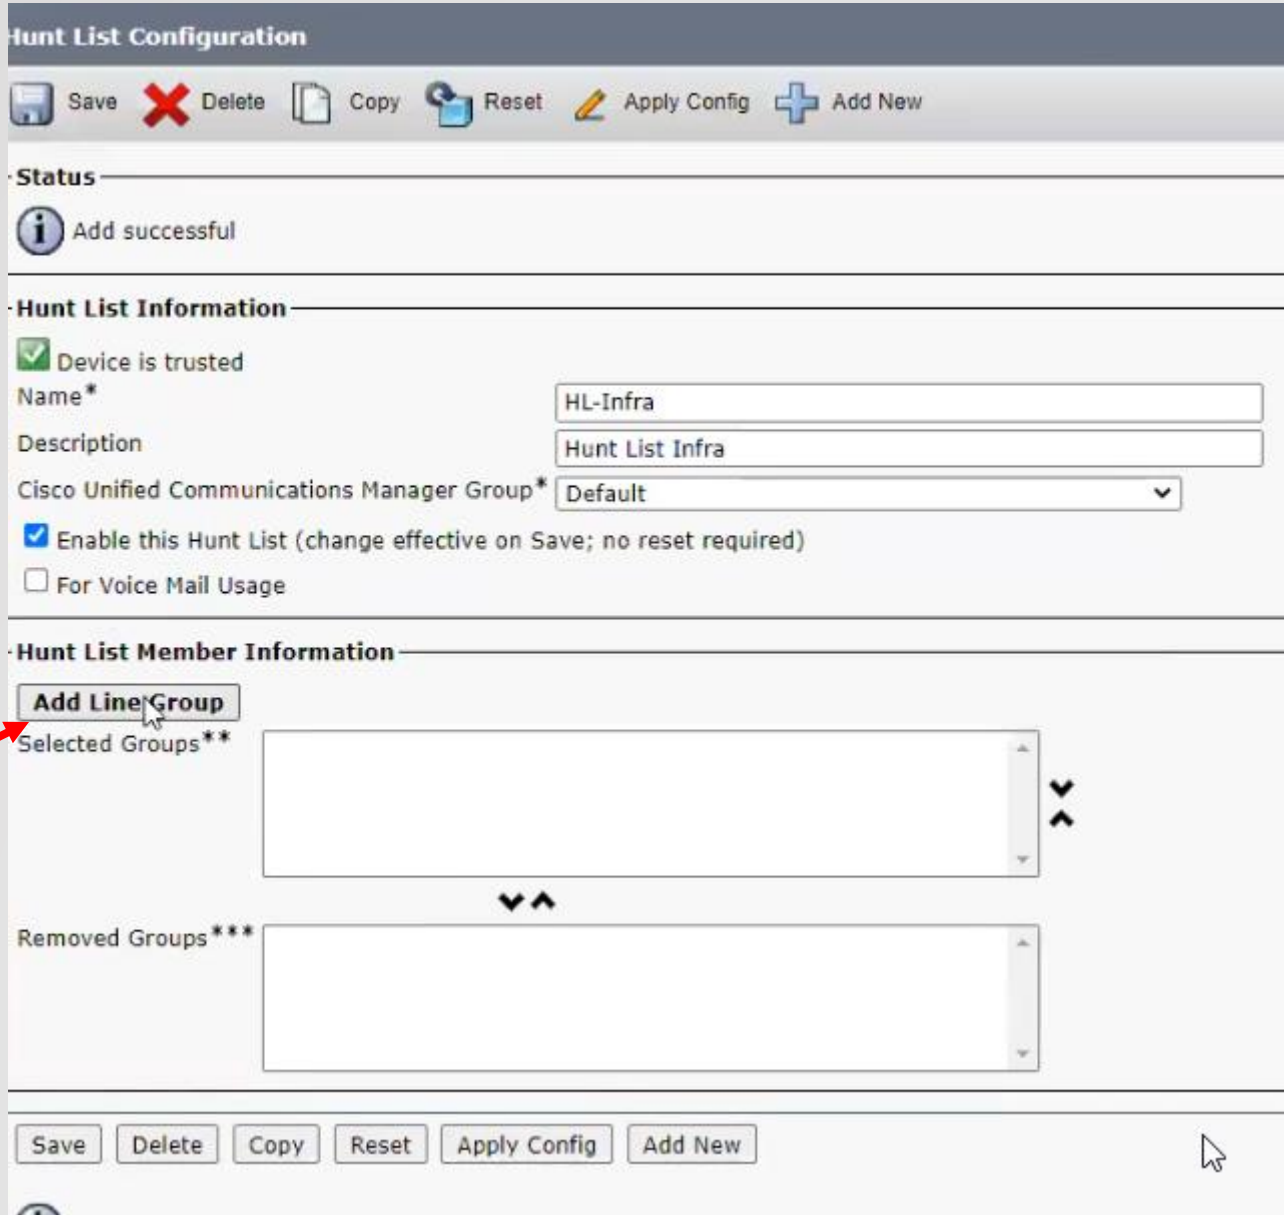 Hunt List Configuration
Save Delete Copy Reset Apply Config Add New
Status
Add successful
Hunt List Information
Device is trusted
Name* HL-Infra
Description Hunt List Infra
Cisco Unified Communications Manager Group* Default
Enable this Hunt List (change effective on Save; no reset required)
For Voice Mail Usage
Hunt List Member Information
Add Line Group
Selected Groups**
Removed Groups***
Save Delete Copy Reset Apply Config Add New